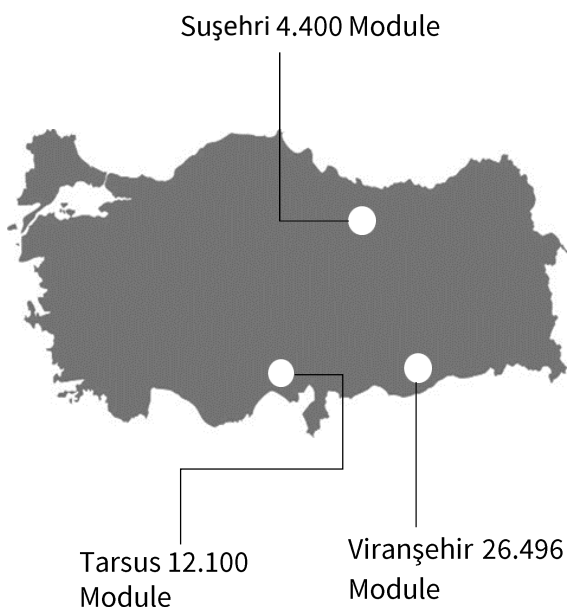 Suşehri 4.400 Module
Tarsus 12.100
Module
Viranşehir 26.496
Module